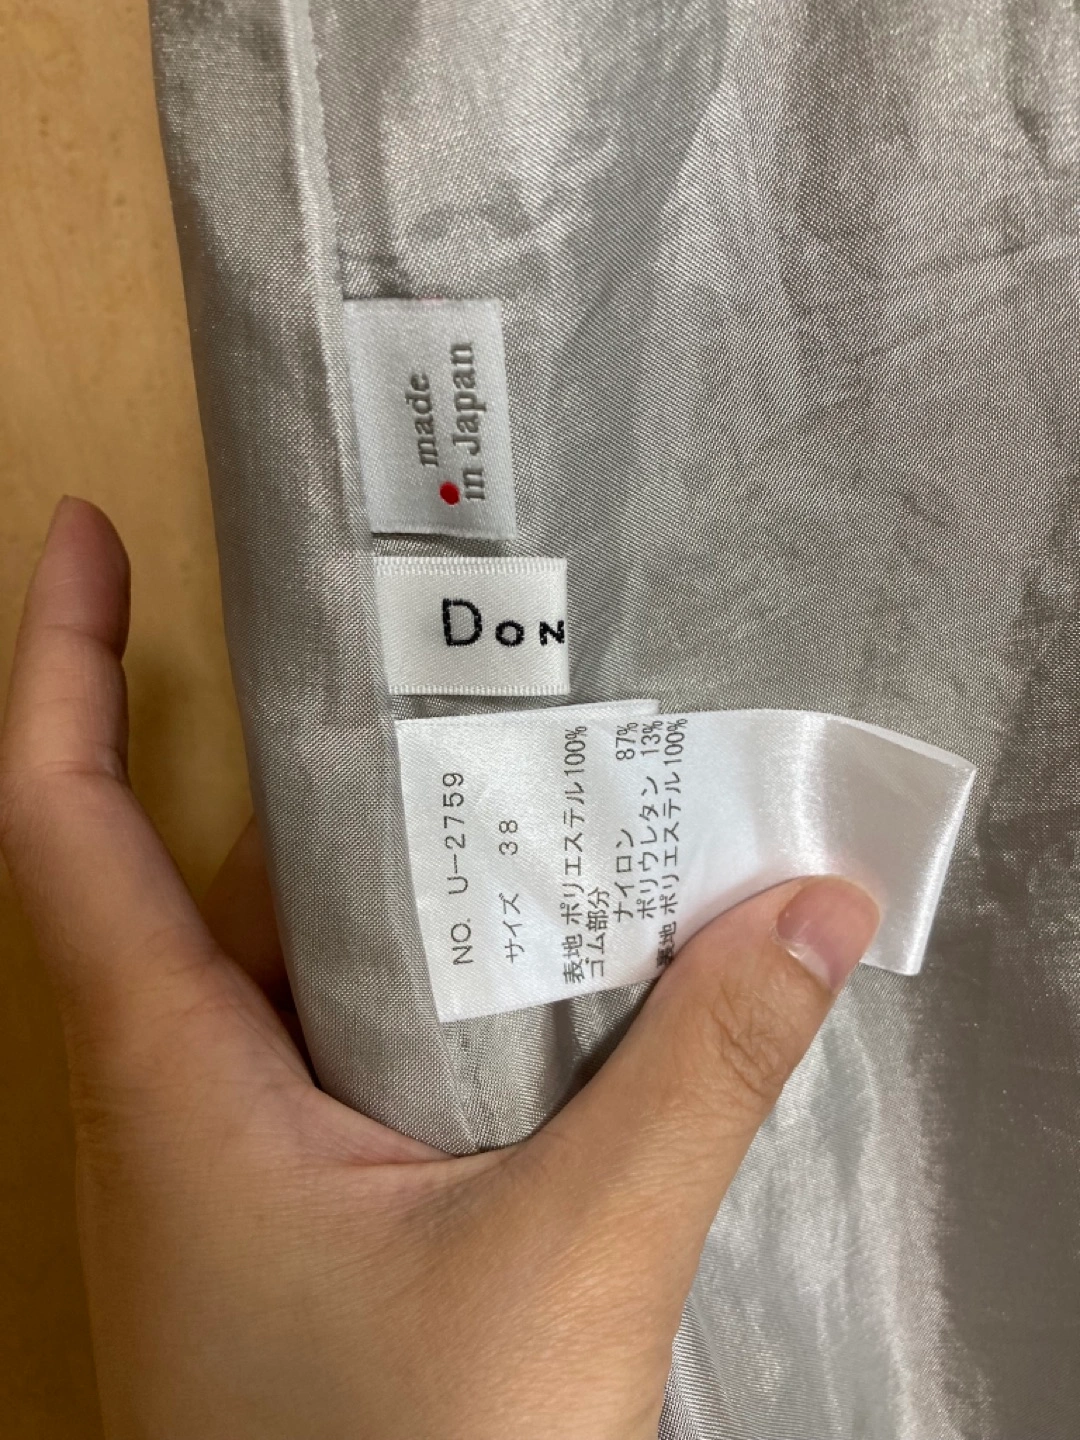 made
in Japan
DON
NO. U-2759
サイズ 38
表地 ポリエステル100%
ゴム部分
ナイロン 87%
ポリウレタン 13%
裏地 ポリエステル100%